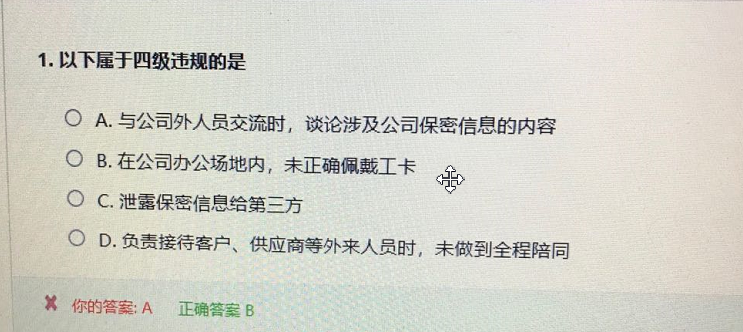 1. 以下属于四级违规的是
A. 与公司外人员交流时，谈论涉及公司保密信息的内容
B. 在公司办公场地内，未正确佩戴工卡
C. 泄露保密信息给第三方
D. 负责接待客户、供应商等外来人员时，未做到全程陪同
你的答案: A 正确答案 B